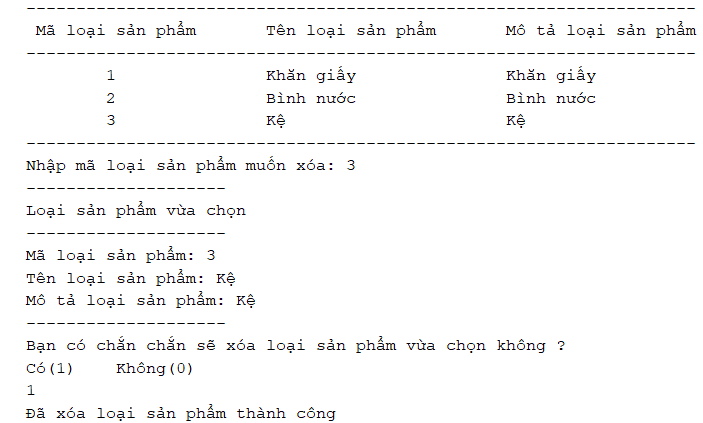 -------------------------------------------------------------------
Mã loại sản phẩm       Tên loại sản phẩm       Mô tả loại sản phẩm
-------------------------------------------------------------------
1               Khăn giấy               Khăn giấy
2               Bình nước               Bình nước
3               Kệ                      Kệ
-------------------------------------------------------------------
Nhập mã loại sản phẩm muốn xóa: 3
--------------------
Loại sản phẩm vừa chọn
--------------------
Mã loại sản phẩm: 3
Tên loại sản phẩm: Kệ
Mô tả loại sản phẩm: Kệ
--------------------
Bạn có chắn chắn sẽ xóa loại sản phẩm vừa chọn không ?
Có(1)    Không(0)
1
Đã xóa loại sản phẩm thành công